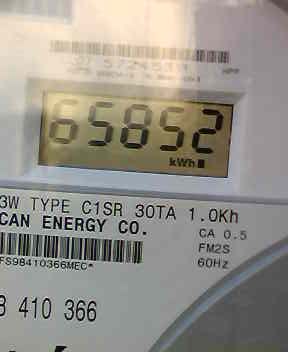 65852
kWh
3W TYPE C1SR 30TA 1.0Kh
CAN ENERGY CO.
CA 0.5
FM2S
FS98410366MEC*
60Hz
8 410 366